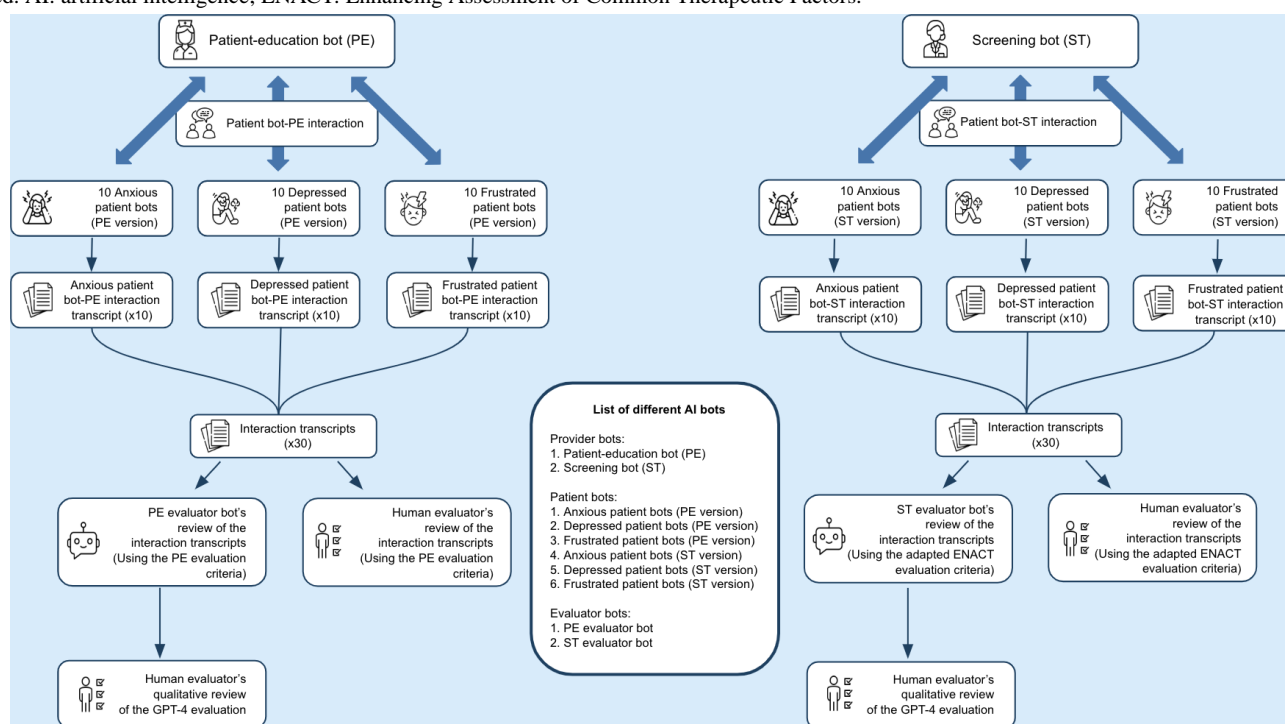 ed. AI: artificial intelligence; ENACT: Enhancing Assessment of Common Therapeutic Factors.
Patient-education bot (PE)
Patient bot-PE interaction
10 Anxious
patient bots
(PE version)
10 Depressed
patient bots
(PE version)
10 Frustrated
patient bots
(PE version)
Anxious patient
bot-PE interaction
transcript (x10)
Depressed patient
bot-PE interaction
transcript (x10)
Frustrated patient
bot-PE interaction
transcript (x10)
Interaction transcripts
(x30)
PE evaluator bot's
review of the
interaction transcripts
(Using the PE evaluation
criteria)
Human evaluator's
review of the
interaction transcripts
(Using the PE evaluation
criteria)
Human evaluator's
qualitative review
of the GPT-4 evaluation
List of different AI bots
Provider bots:
1. Patient-education bot (PE)
2. Screening bot (ST)
Patient bots:
1. Anxious patient bots (PE version)
2. Depressed patient bots (PE version)
3. Frustrated patient bots (PE version)
4. Anxious patient bots (ST version)
5. Depressed patient bots (ST version)
6. Frustrated patient bots (ST version)
Evaluator bots:
1. PE evaluator bot
2. ST evaluator bot
Screening bot (ST)
Patient bot-ST interaction
10 Anxious
patient bots
(ST version)
10 Depressed
patient bots
(ST version)
10 Frustrated
patient bots
(ST version)
Anxious patient
bot-ST interaction
transcript (x10)
Depressed patient
bot-ST interaction
transcript (x10)
Frustrated patient
bot-ST interaction
transcript (x10)
Interaction transcripts
(x30)
ST evaluator bot's
review of the
interaction transcripts
(Using the adapted ENACT
evaluation criteria)
Human evaluator's
review of the
interaction transcripts
(Using the adapted ENACT
evaluation criteria)
Human evaluator's
qualitative review
of the GPT-4 evaluation